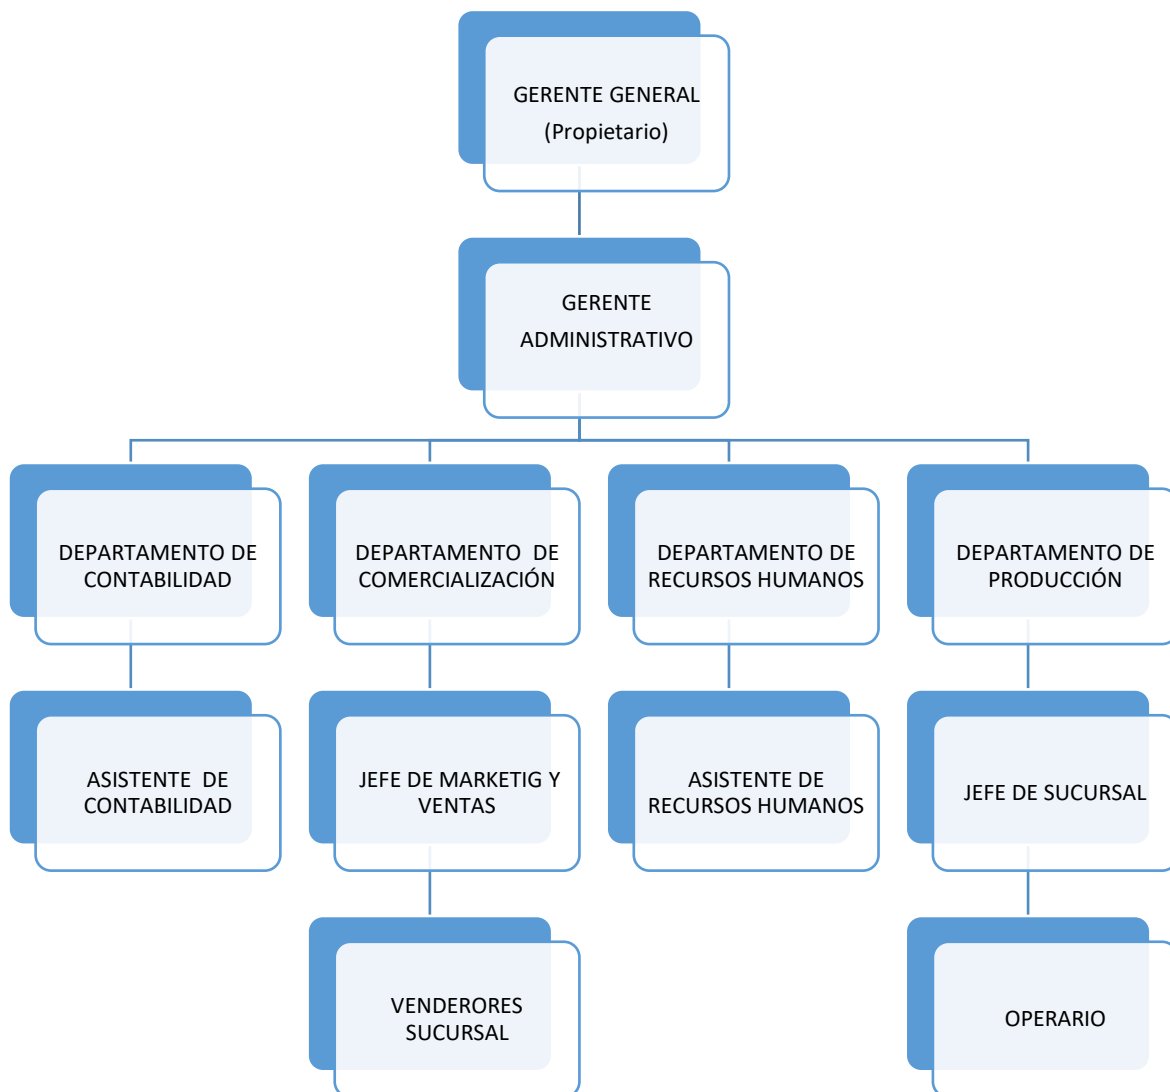 GERENTE GENERAL
(Propietario)
GERENTE
ADMINISTRATIVO
DEPARTAMENTO DE
CONTABILIDAD
DEPARTAMENTO DE
COMERCIALIZACIÓN
DEPARTAMENTO DE
RECURSOS HUMANOS
DEPARTAMENTO DE
PRODUCCIÓN
ASISTENTE DE
CONTABILIDAD
JEFE DE MARKETIG Y
VENTAS
ASISTENTE DE
RECURSOS HUMANOS
JEFE DE SUCURSAL
VENDERORES
SUCURSAL
OPERARIO